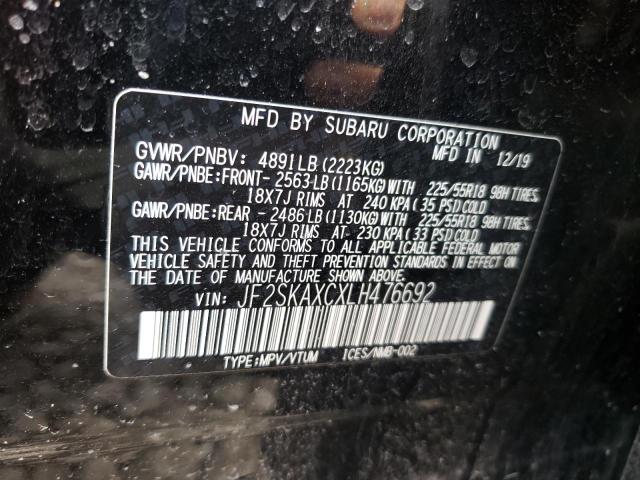 MFD BY SUBARU CORPORATION
MFD IN 12/19
GVWR/PNBV: 4891LB(2223KG)
GAWR/PNBE:FRONT- 2563LB(1165KG)WITH 225/55R18 98H TIRES
18X7J RIMS AT 240 KPA(35 PSI)COLD
GAWR/PNBE:REAR - 2486LB(1130KG)WITH 225/55R18 98H TIRES,
18X7J RIMS AT 230 KPA(33 PSI)COLD
THIS VEHICLE CONFORMS TO ALL APPLICABLE FEDERAL MOTOR
VEHICLE SAFETY AND THEFT PREVENTION STANDARDS IN EFFECT ON
THE DATE OF MANUFACTURE SHOWN ABOVE.
VIN: JF2SKAXCXLH476692
TYPE:MPV/VTUM ICES/NMB-002